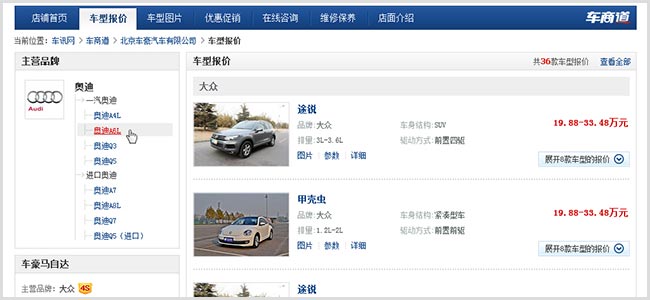 店铺首页 车型报价 车型图片 优惠促销 在线咨询 维修保养 店面介绍 车商道
当前位置：车讯网 > 车商道 > 北京车豪汽车有限公司 > 车型报价
主营品牌
Audi
奥迪
一汽奥迪
奥迪A4L
奥迪A6L
奥迪Q3
奥迪Q5
进口奥迪
奥迪A7
奥迪A8L
奥迪Q7
奥迪Q5（进口）
车豪马自达
主营品牌：大众 4S
车型报价 共36款车型报价 查看全部
大众
途锐
品牌：大众 车身结构：SUV 19.88-33.48万元
排量：3L-3.6L 驱动方式：前置四驱
图片 参数 详细 展开8款车型的报价
甲壳虫
品牌：大众 车身结构：紧凑型车 19.88-33.48万元
排量：1.2L-2L 驱动方式：前置前驱
图片 参数 详细 展开6款车型的报价
途锐